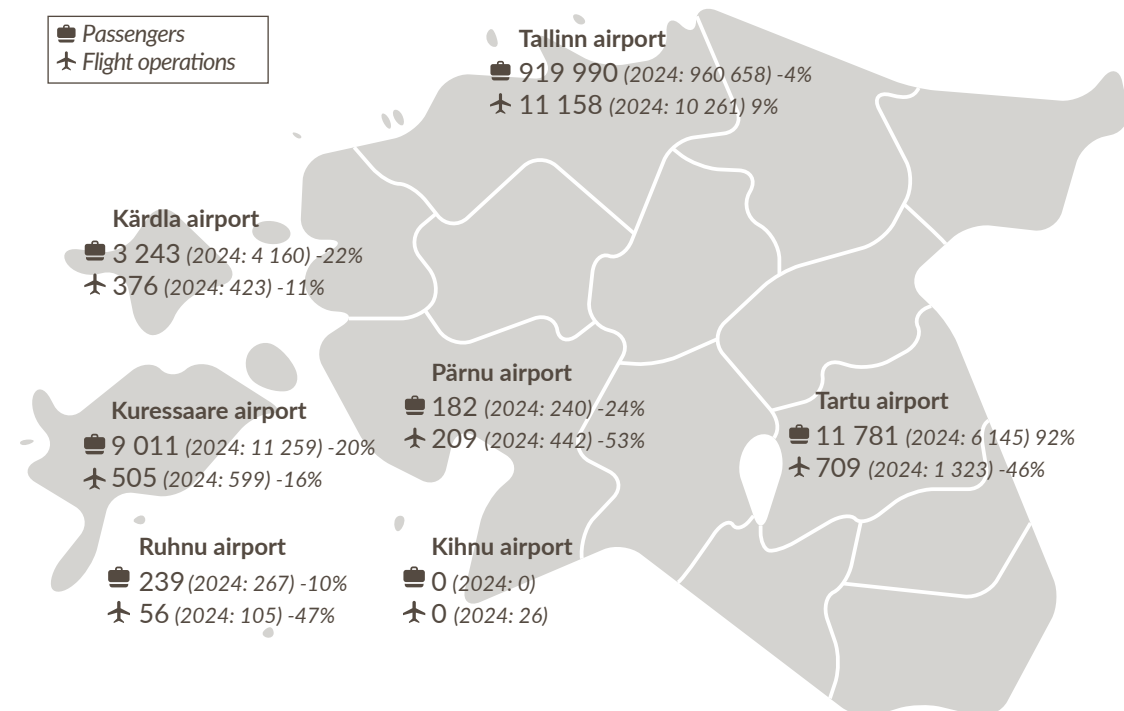 Passengers
Flight operations
Tallinn airport
919 990 (2024: 960 658) -4%
11 158 (2024: 10 261) 9%
Kärdla airport
3 243 (2024: 4 160) -22%
376 (2024: 423) -11%
Pärnu airport
182 (2024: 240) -24%
209 (2024: 442) -53%
Tartu airport
11 781 (2024: 6 145) 92%
709 (2024: 1 323) -46%
Kuressaare airport
9 011 (2024: 11 259) -20%
505 (2024: 599) -16%
Ruhnu airport
239 (2024: 267) -10%
56 (2024: 105) -47%
Kihnu airport
0 (2024: 0)
0 (2024: 26)